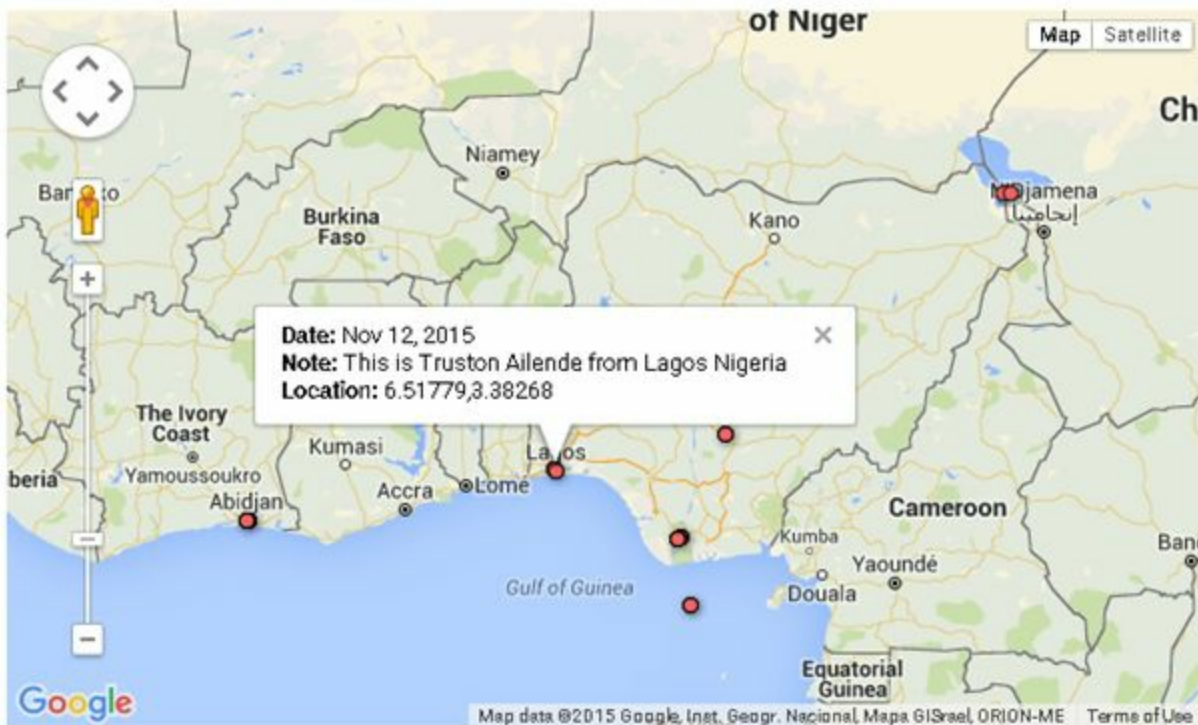 of Niger
Map Satellite
Ch
Niamey
N'Djamena
إنجامينا
Kano
Burkina
Faso
Date: Nov 12, 2015
Note: This is Truston Ailende from Lagos Nigeria
Location: 6.51779,3.38268
The Ivory
Coast
Kumasi
Lagos
beria
Yamoussoukro
Abidjan
Accra
Lome
Cameroon
Kumba
Yaoundé
Douala
Gulf of Guinea
Equatorial
Guinea
Google
Map data ©2015 Google, Inst. Geogr. Nacional, Mapa GISrael, ORION-ME Terms of Use